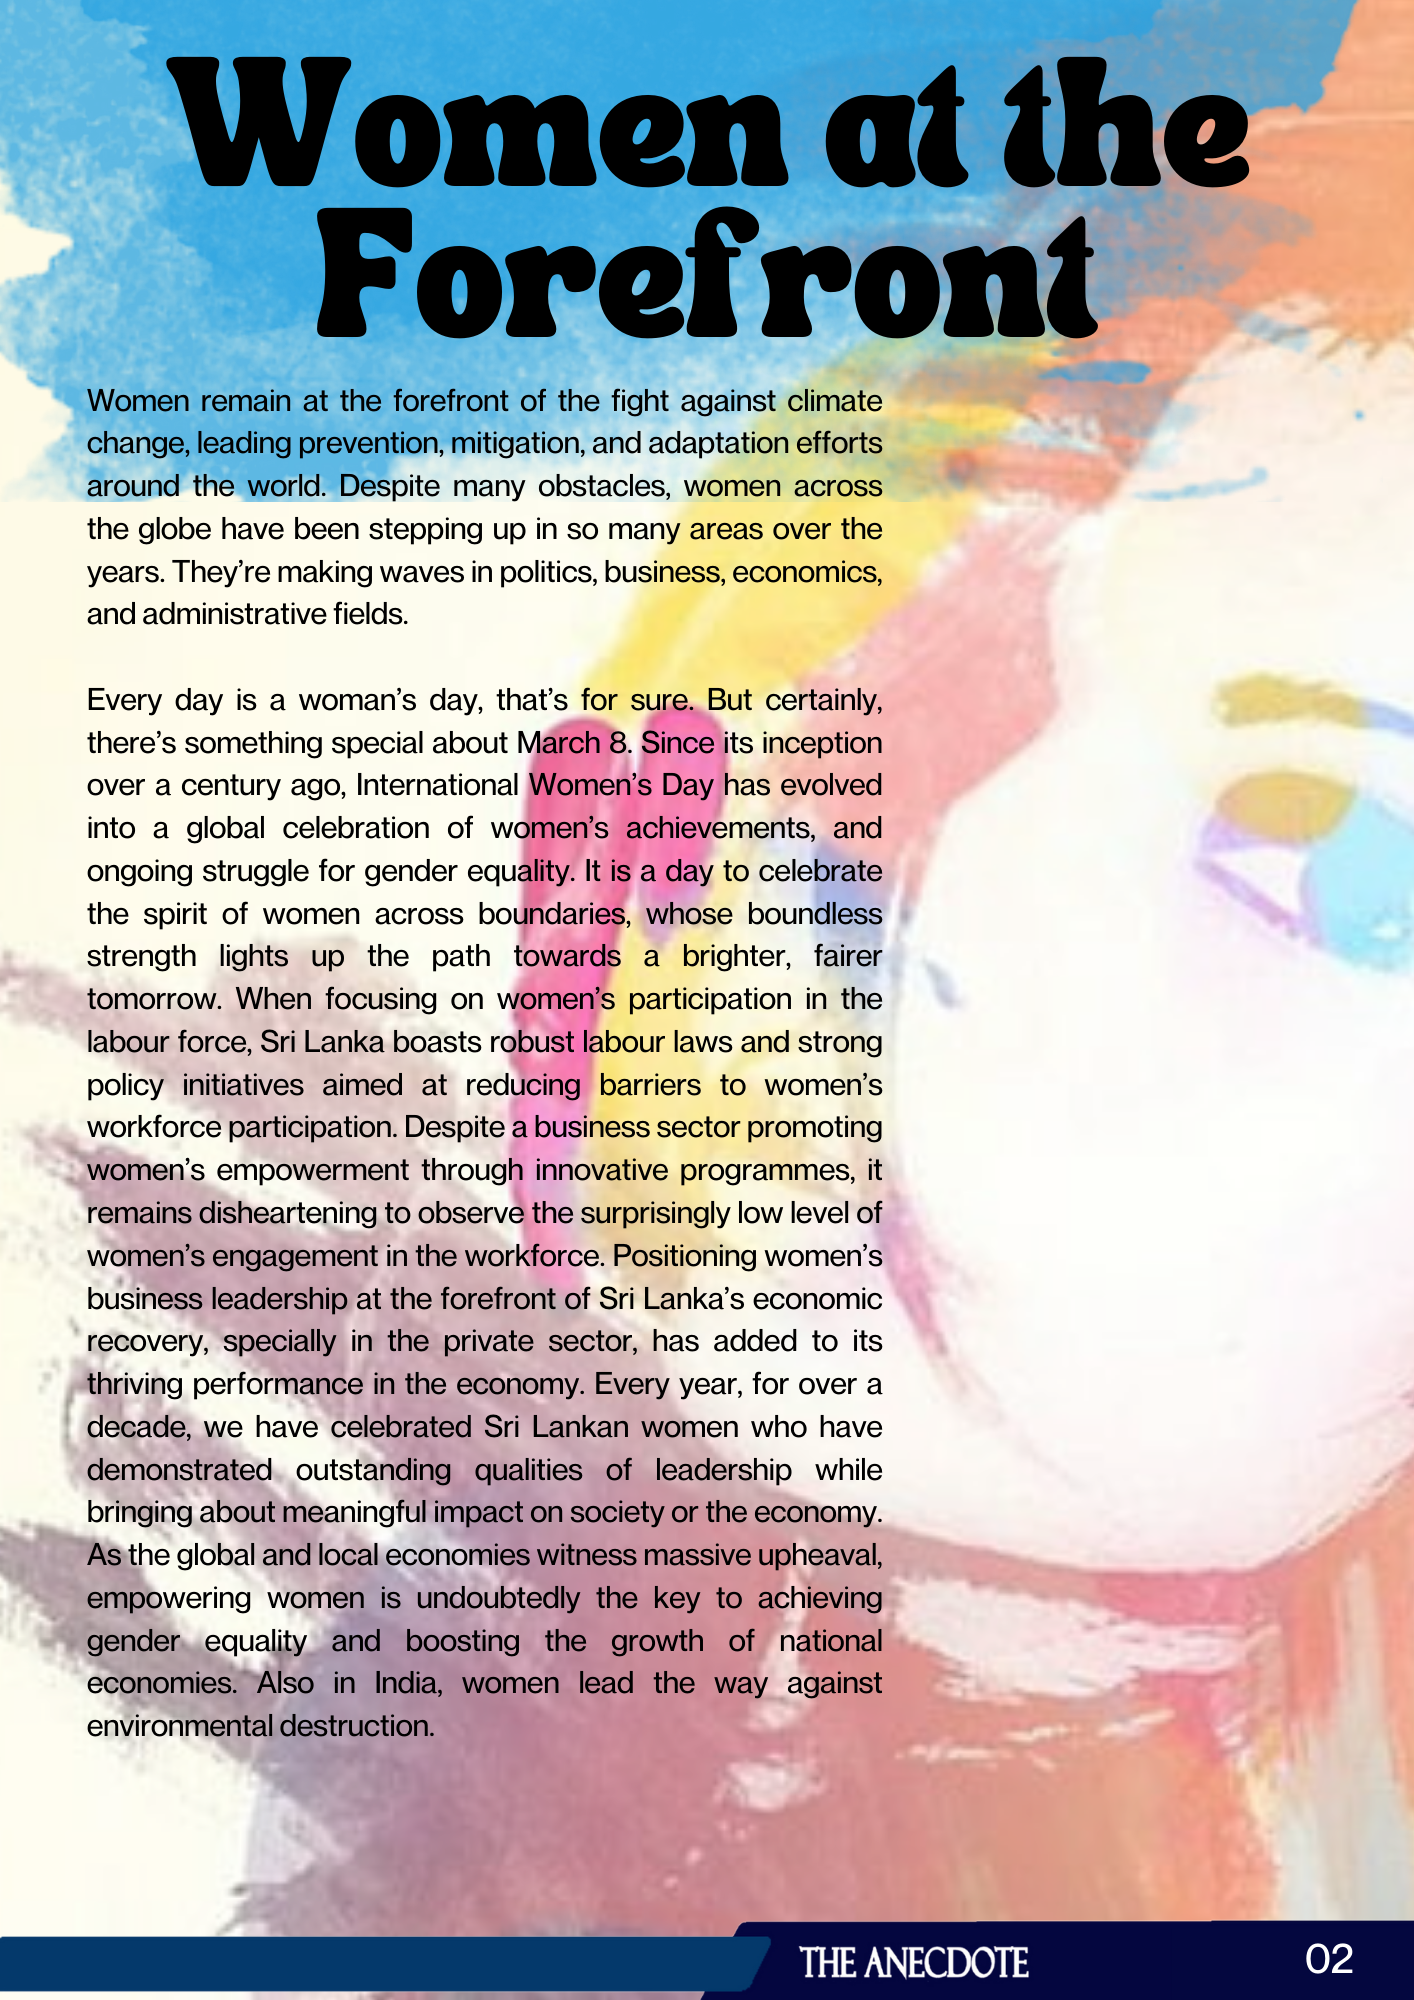 Women at the
Forefront
Women remain at the forefront of the fight against climate
change, leading prevention, mitigation, and adaptation efforts
around the world. Despite many obstacles, women across
the globe have been stepping up in so many areas over the
years. They’re making waves in politics, business, economics,
and administrative fields.
Every day is a woman’s day, that’s for sure. But certainly,
there’s something special about March 8. Since its inception
over a century ago, International Women’s Day has evolved
into a global celebration of women’s achievements, and
ongoing struggle for gender equality. It is a day to celebrate
the spirit of women across boundaries, whose boundless
strength lights up the path towards a brighter, fairer
tomorrow. When focusing on women’s participation in the
labour force, Sri Lanka boasts robust labour laws and strong
policy initiatives aimed at reducing barriers to women’s
workforce participation. Despite a business sector promoting
women’s empowerment through innovative programmes, it
remains disheartening to observe the surprisingly low level of
women’s engagement in the workforce. Positioning women’s
business leadership at the forefront of Sri Lanka’s economic
recovery, specially in the private sector, has added to its
thriving performance in the economy. Every year, for over a
decade, we have celebrated Sri Lankan women who have
demonstrated outstanding qualities of leadership while
bringing about meaningful impact on society or the economy.
As the global and local economies witness massive upheaval,
empowering women is undoubtedly the key to achieving
gender equality and boosting the growth of national
economies. Also in India, women lead the way against
environmental destruction.
THE ANECDOTE
02